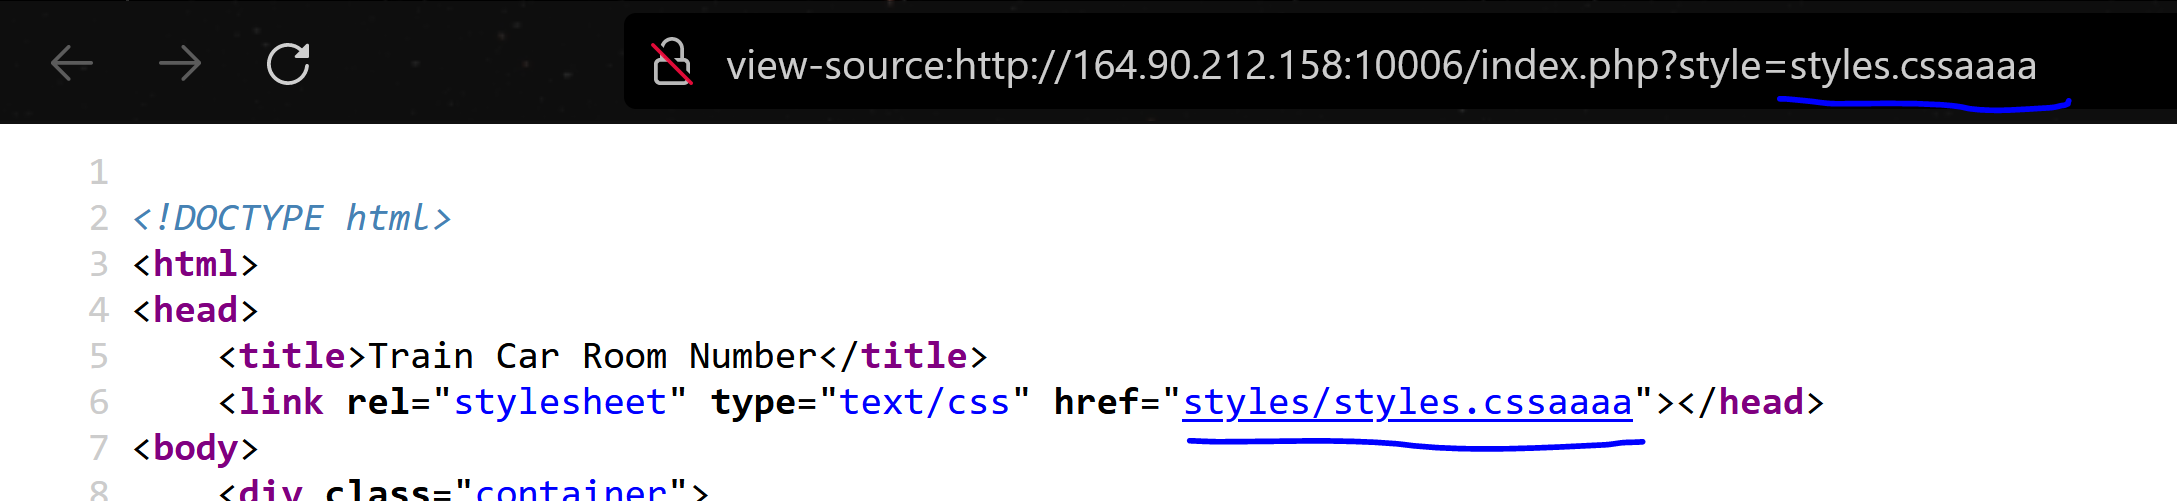 view-source:http://164.90.212.158:10006/index.php?style=styles.cssaaaa
1
2 <!DOCTYPE html>
3 <html>
4 <head>
5 <title>Train Car Room Number</title>
6 <link rel="stylesheet" type="text/css" href="styles/styles.cssaaaa"></head>
7 <body>
8 <div class="container">